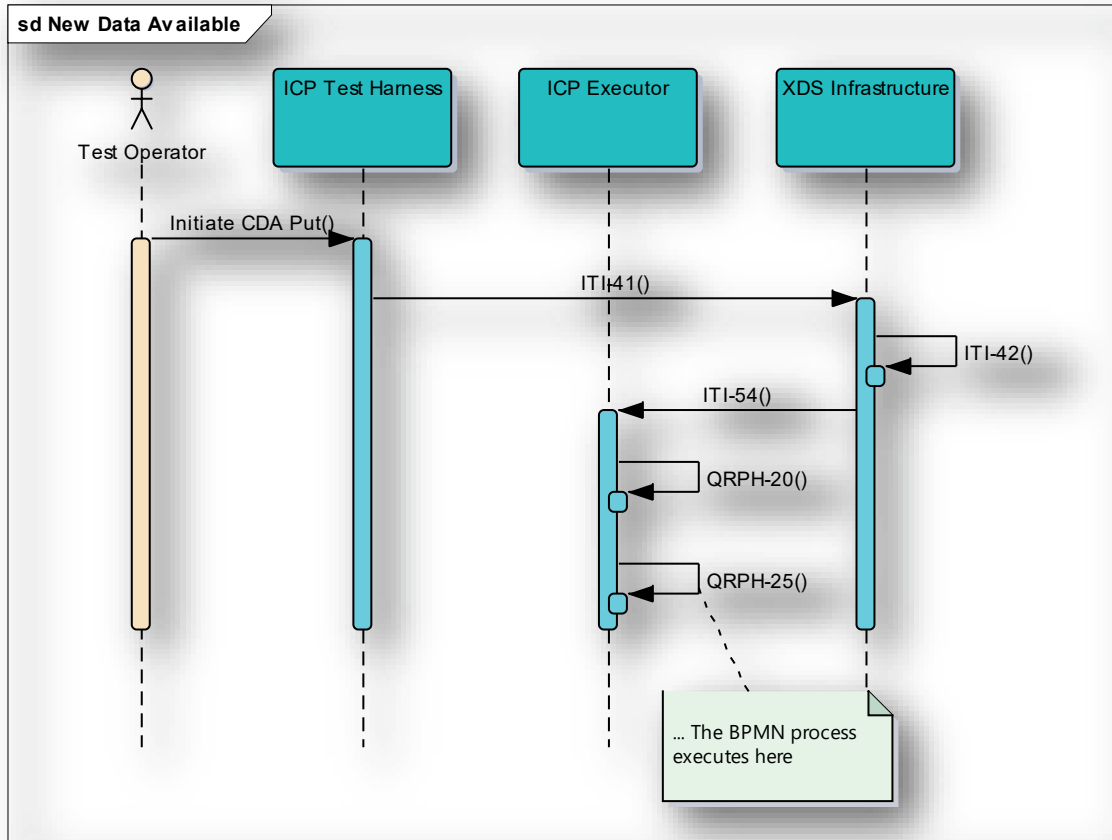 sd New Data Available
ICP Test Harness
ICP Executor
XDS Infrastructure
Test Operator
Initiate CDA Put()
ITI-41()
ITI-42()
ITI-54()
QRPH-20()
QRPH-25()
... The BPMN process
executes here